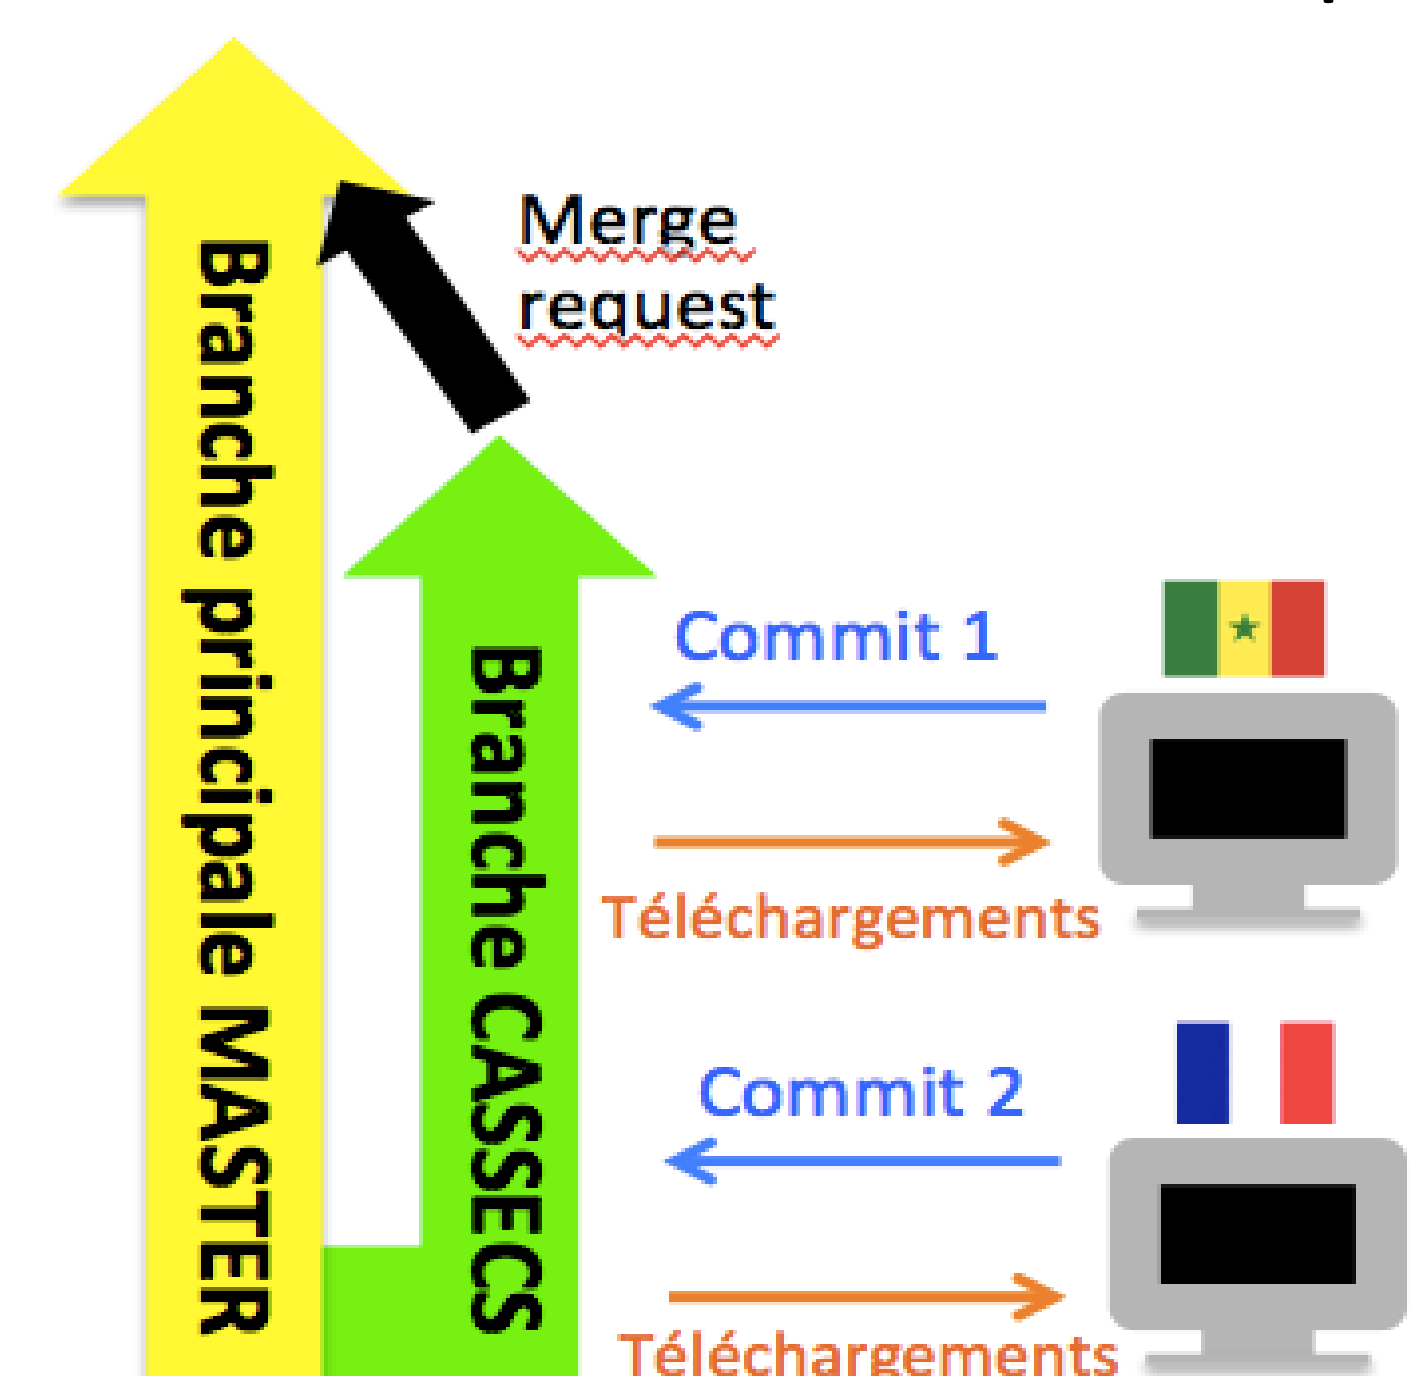 Merge
request
Branche principale MASTER
Branche CASSECS
Commit 1
Téléchargements
Commit 2
Téléchargements